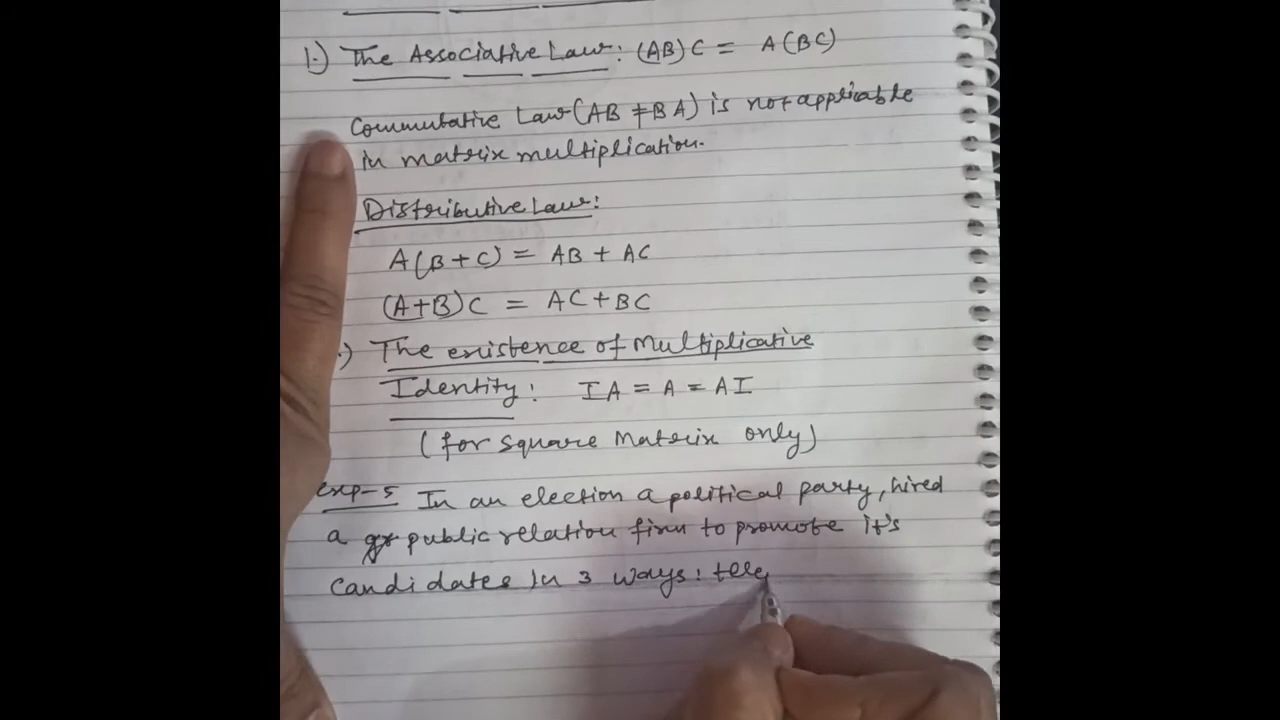 1.) The Associative Law: (AB)C = A(BC)
Commutative Law (AB ≠ BA) is not applicable
in matrix multiplication.
Distributive Law:
A(B+C) = AB + AC
(A+B)C = AC + BC
.) The existence of Multiplicative
Identity: IA = A = AI
(for square Matrix only)
exp-5 In an election a political party, hired
a public relation firm to promote it's
candidates in 3 ways: tele